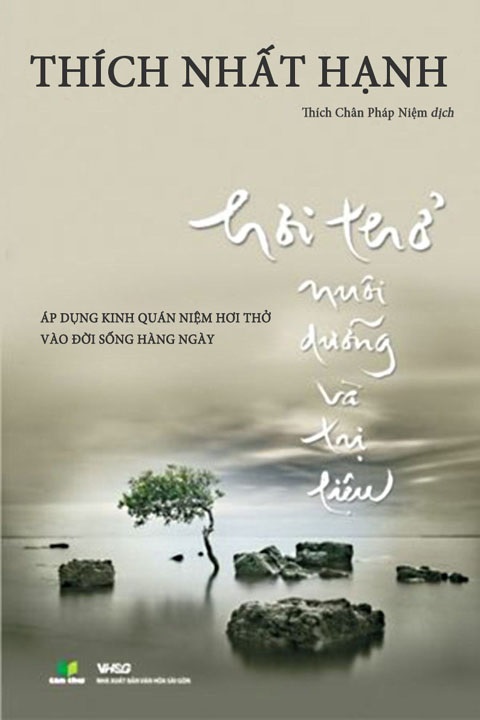 THÍCH NHẤT HẠNH
Thích Chân Pháp Niệm dịch
hơi thở
nuôi
dưỡng
và
trị
liệu
ÁP DỤNG KINH QUÁN NIỆM HƠI THỞ
VÀO ĐỜI SỐNG HÀNG NGÀY
VHSG
NHÀ XUẤT BẢN VĂN HÓA SÀI GÒN